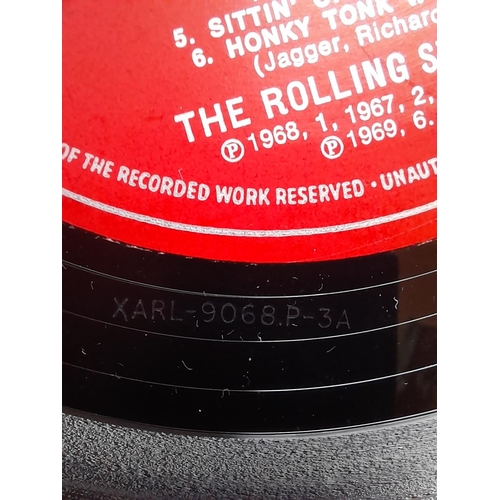 5. SITTIN'
6. HONKY TONK
(Jagger, Richard
THE ROLLING
℗ 1968, 1, 1967, 2,
℗ 1969, 6.
OF THE RECORDED WORK RESERVED · UNAUT
XARL-9068.P-3A